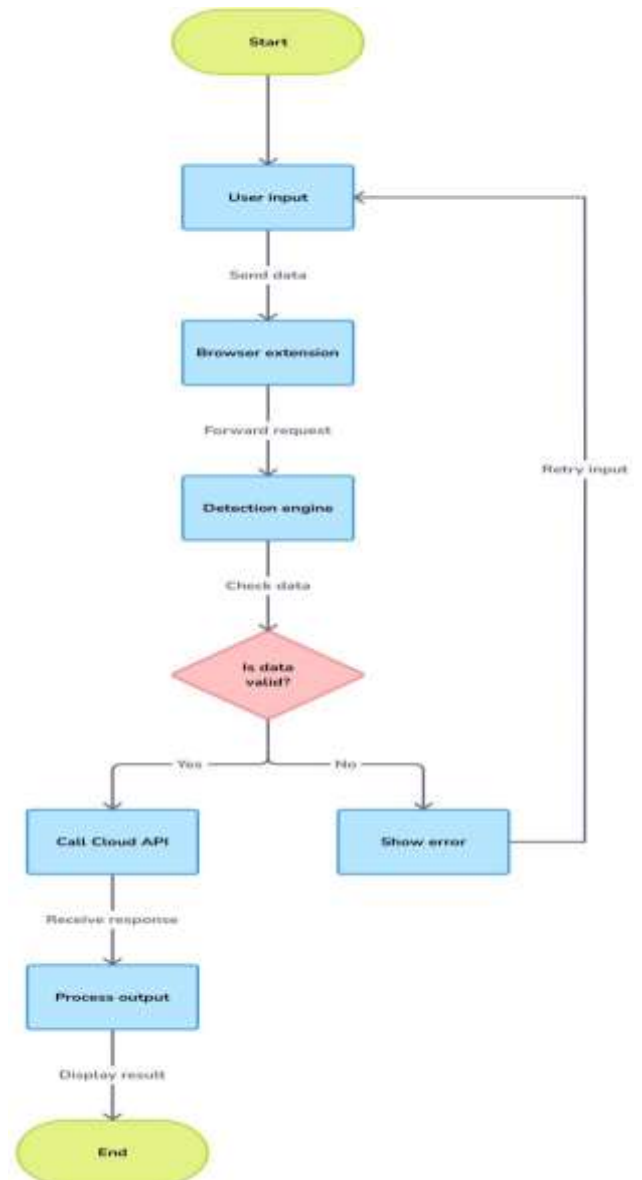 Start
User input
Send data
Browser extension
Forward request
Retry input
Detection engine
Check data
Is data
valid?
Yes
No
Call Cloud API
Show error
Receive response
Process output
Display result
End